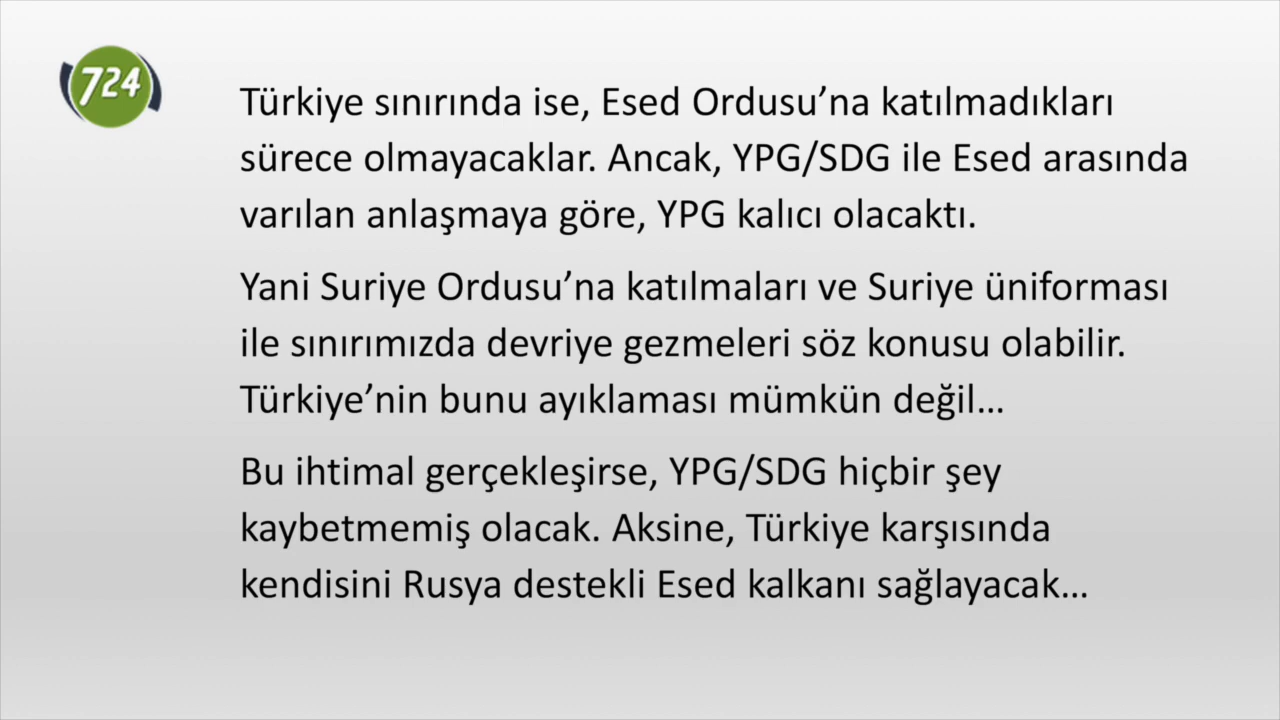 724
Türkiye sınırında ise, Esed Ordusu’na katılmadıkları
sürece olmayacaklar. Ancak, YPG/SDG ile Esed arasında
varılan anlaşmaya göre, YPG kalıcı olacaktı.
Yani Suriye Ordusu’na katılmaları ve Suriye üniforması
ile sınırımızda devriye gezmeleri söz konusu olabilir.
Türkiye’nin bunu ayıklaması mümkün değil…
Bu ihtimal gerçekleşirse, YPG/SDG hiçbir şey
kaybetmemiş olacak. Aksine, Türkiye karşısında
kendisini Rusya destekli Esed kalkanı sağlayacak…